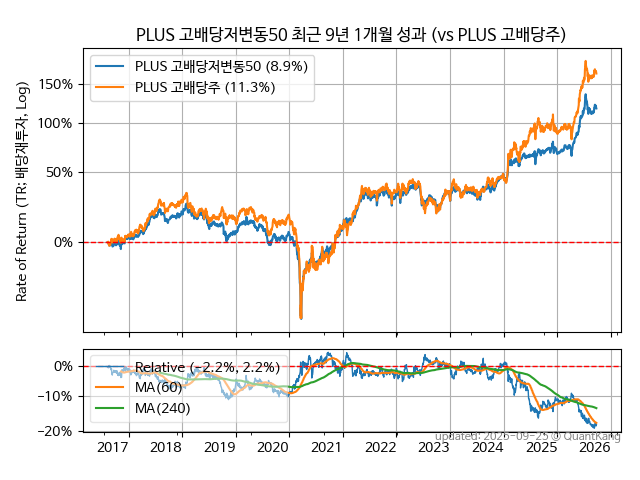 PLUS 고배당저변동50 최근 9년 1개월 성과 (vs PLUS 고배당주)
Rate of Return (TR: 배당재투자, Log)
PLUS 고배당저변동50 (8.9%)
PLUS 고배당주 (11.3%)
150%
100%
50%
0%
0%
−10%
−20%
Relative (−2.2%, 2.2%)
MA(60)
MA(240)
updated: 2025-09-25 © QuantKang
2017 2018 2019 2020 2021 2022 2023 2024 2025 2026